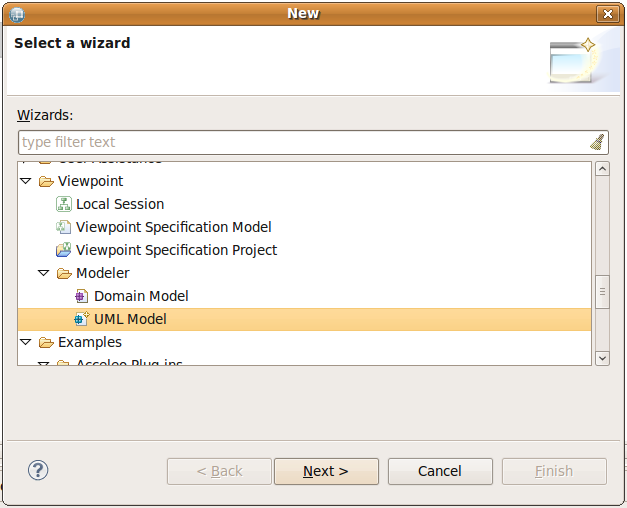 New
Select a wizard
Wizards:
type filter text
User Assistance
Viewpoint
Local Session
Viewpoint Specification Model
Viewpoint Specification Project
Modeler
Domain Model
UML Model
Examples
Acceleo Plug-ins
< Back
Next >
Cancel
Finish